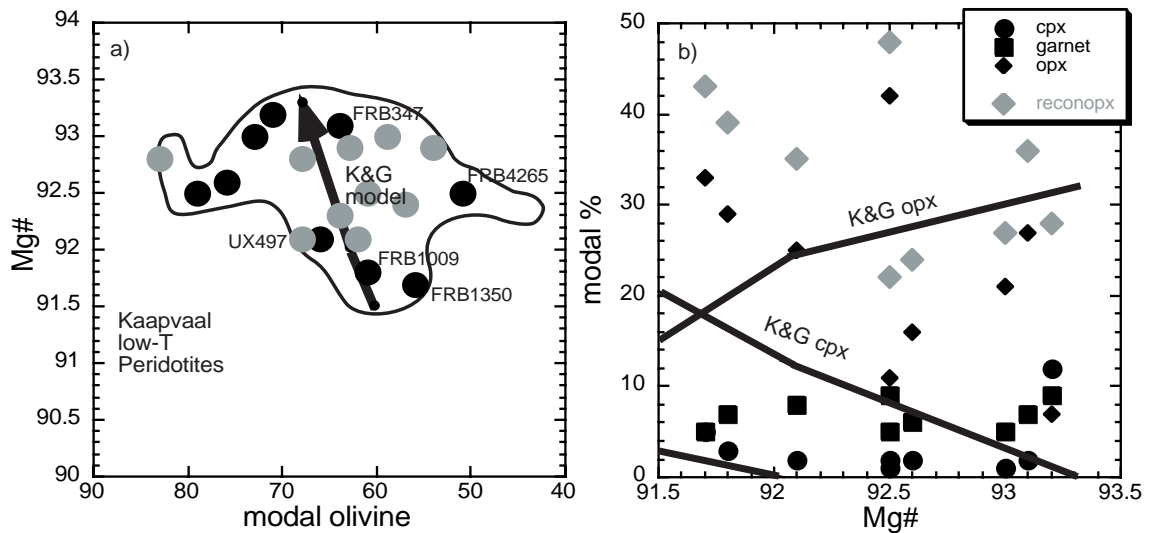 a)
94
93.5
93
92.5
92
91.5
91
90.5
90
Mg#
90
80
70
60
50
40
modal olivine
FRB347
K&G
model
FRB4265
UX497
FRB1009
FRB1350
Kaapvaal
low-T
Peridotites
b)
50
40
30
20
10
0
modal %
91.5
92
92.5
93
93.5
Mg#
cpx
garnet
opx
reconopx
K&G opx
K&G cpx